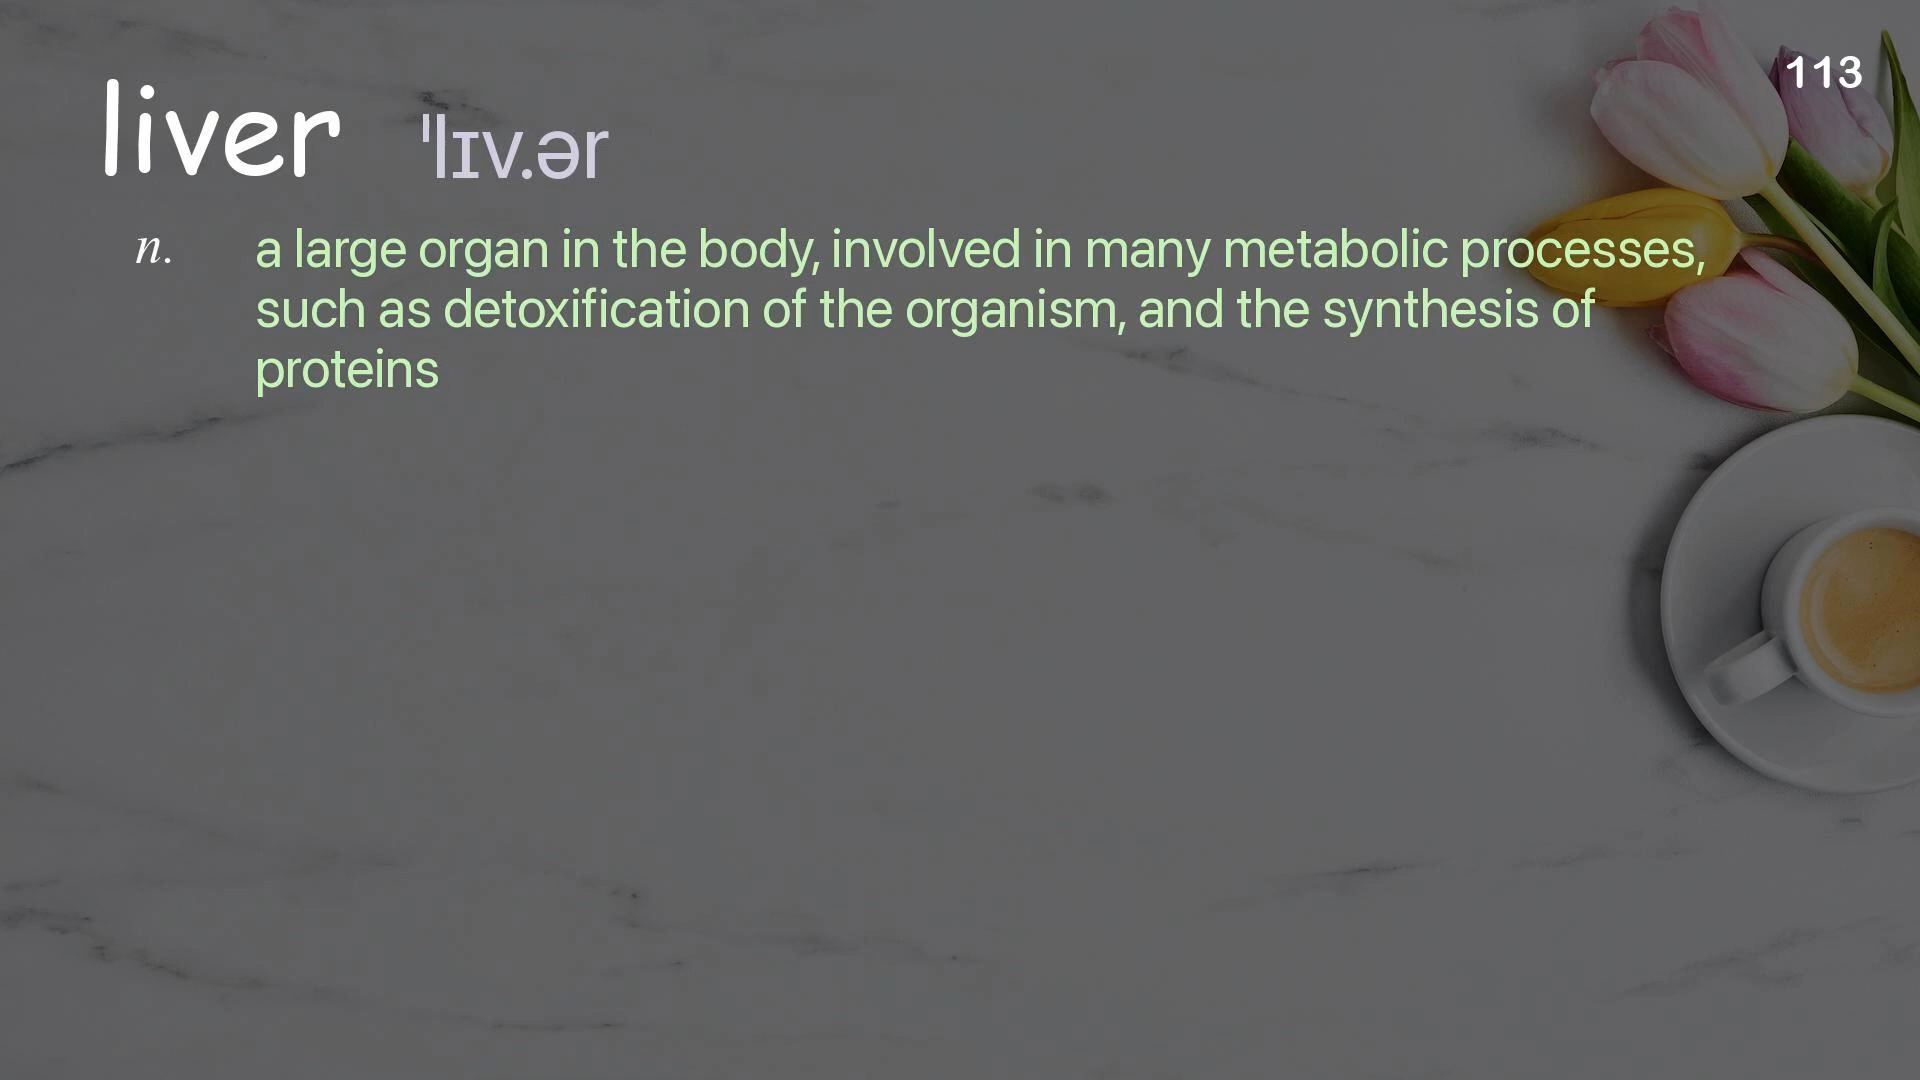 113
liver ˈlɪv.ər
n. a large organ in the body, involved in many metabolic processes,
such as detoxification of the organism, and the synthesis of
proteins